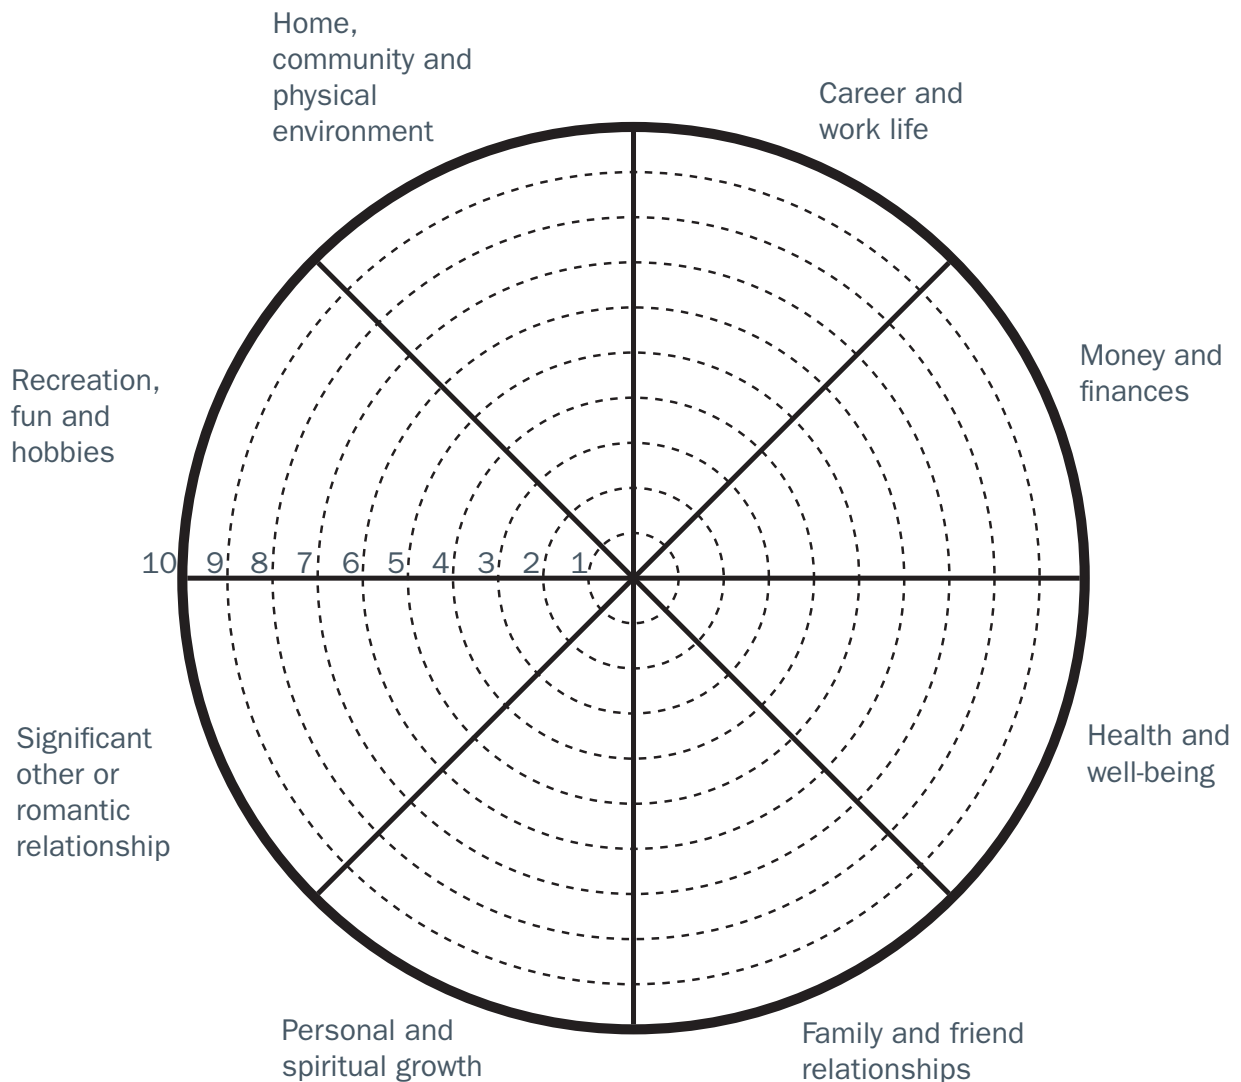 Home,
community and
physical
environment
Career and
work life
Money and
finances
Recreation,
fun and
hobbies
10 9 8 7 6 5 4 3 2 1
Significant
other or
romantic
relationship
Health and
well-being
Personal and
spiritual growth
Family and friend
relationships